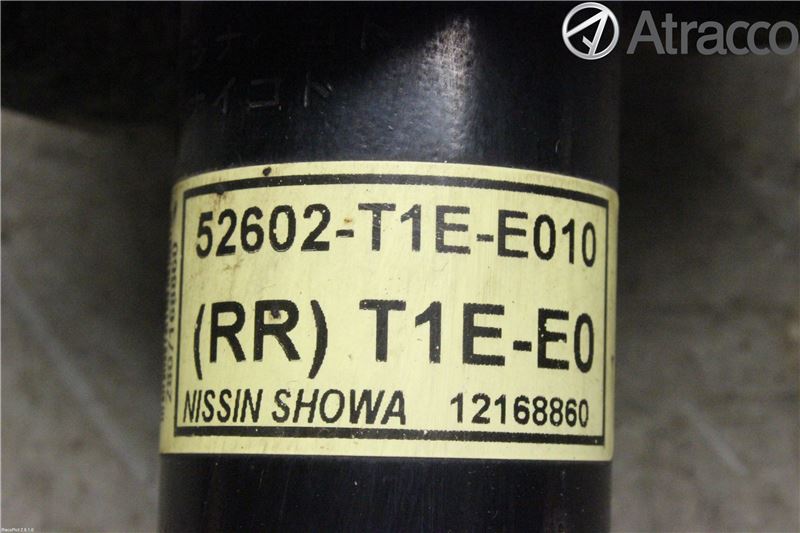 Atracco
52602-T1E-E010
(RR) T1E-E0
NISSIN SHOWA 12168860